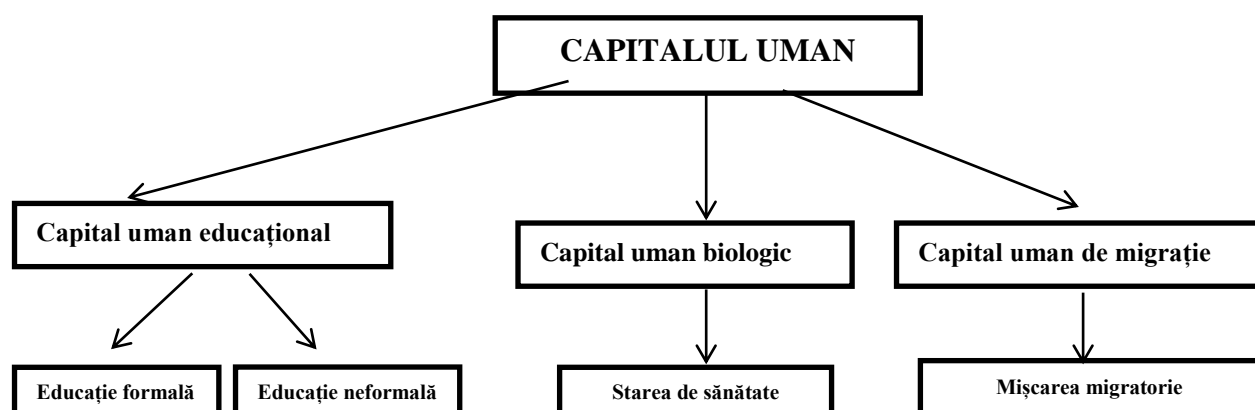 CAPITALUL UMAN
Capital uman educațional
Capital uman biologic
Capital uman de migrație
Educație formală
Educație neformală
Starea de sănătate
Mișcarea migratorie